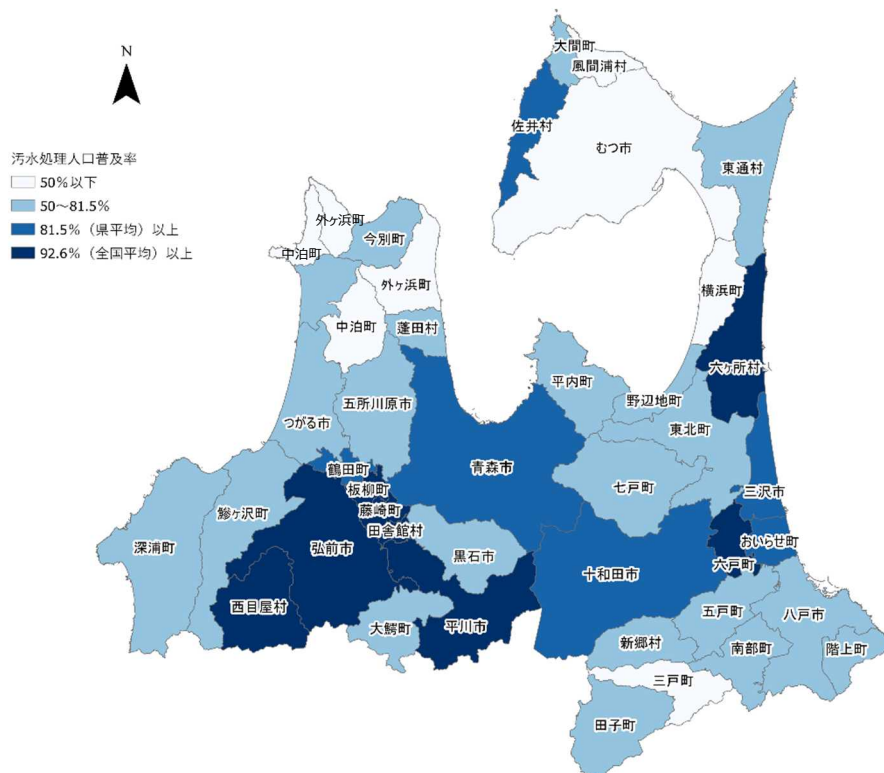 N
汚水処理人口普及率
50%以下
50～81.5%
81.5%（県平均）以上
92.6%（全国平均）以上
大間町
風間浦村
佐井村
むつ市
東通村
外ヶ浜町
今別町
中泊町
外ヶ浜町
横浜町
中泊町
蓬田村
六ヶ所村
平内町
野辺地町
五所川原市
つがる市
東北町
青森市
鶴田町
七戸町
板柳町
三沢市
鰺ヶ沢町
藤崎町
田舎館村
おいらせ町
深浦町
弘前市
黒石市
十和田市
六戸町
西目屋村
五戸町
八戸市
大鰐町
平川市
新郷村
南部町
階上町
三戸町
田子町